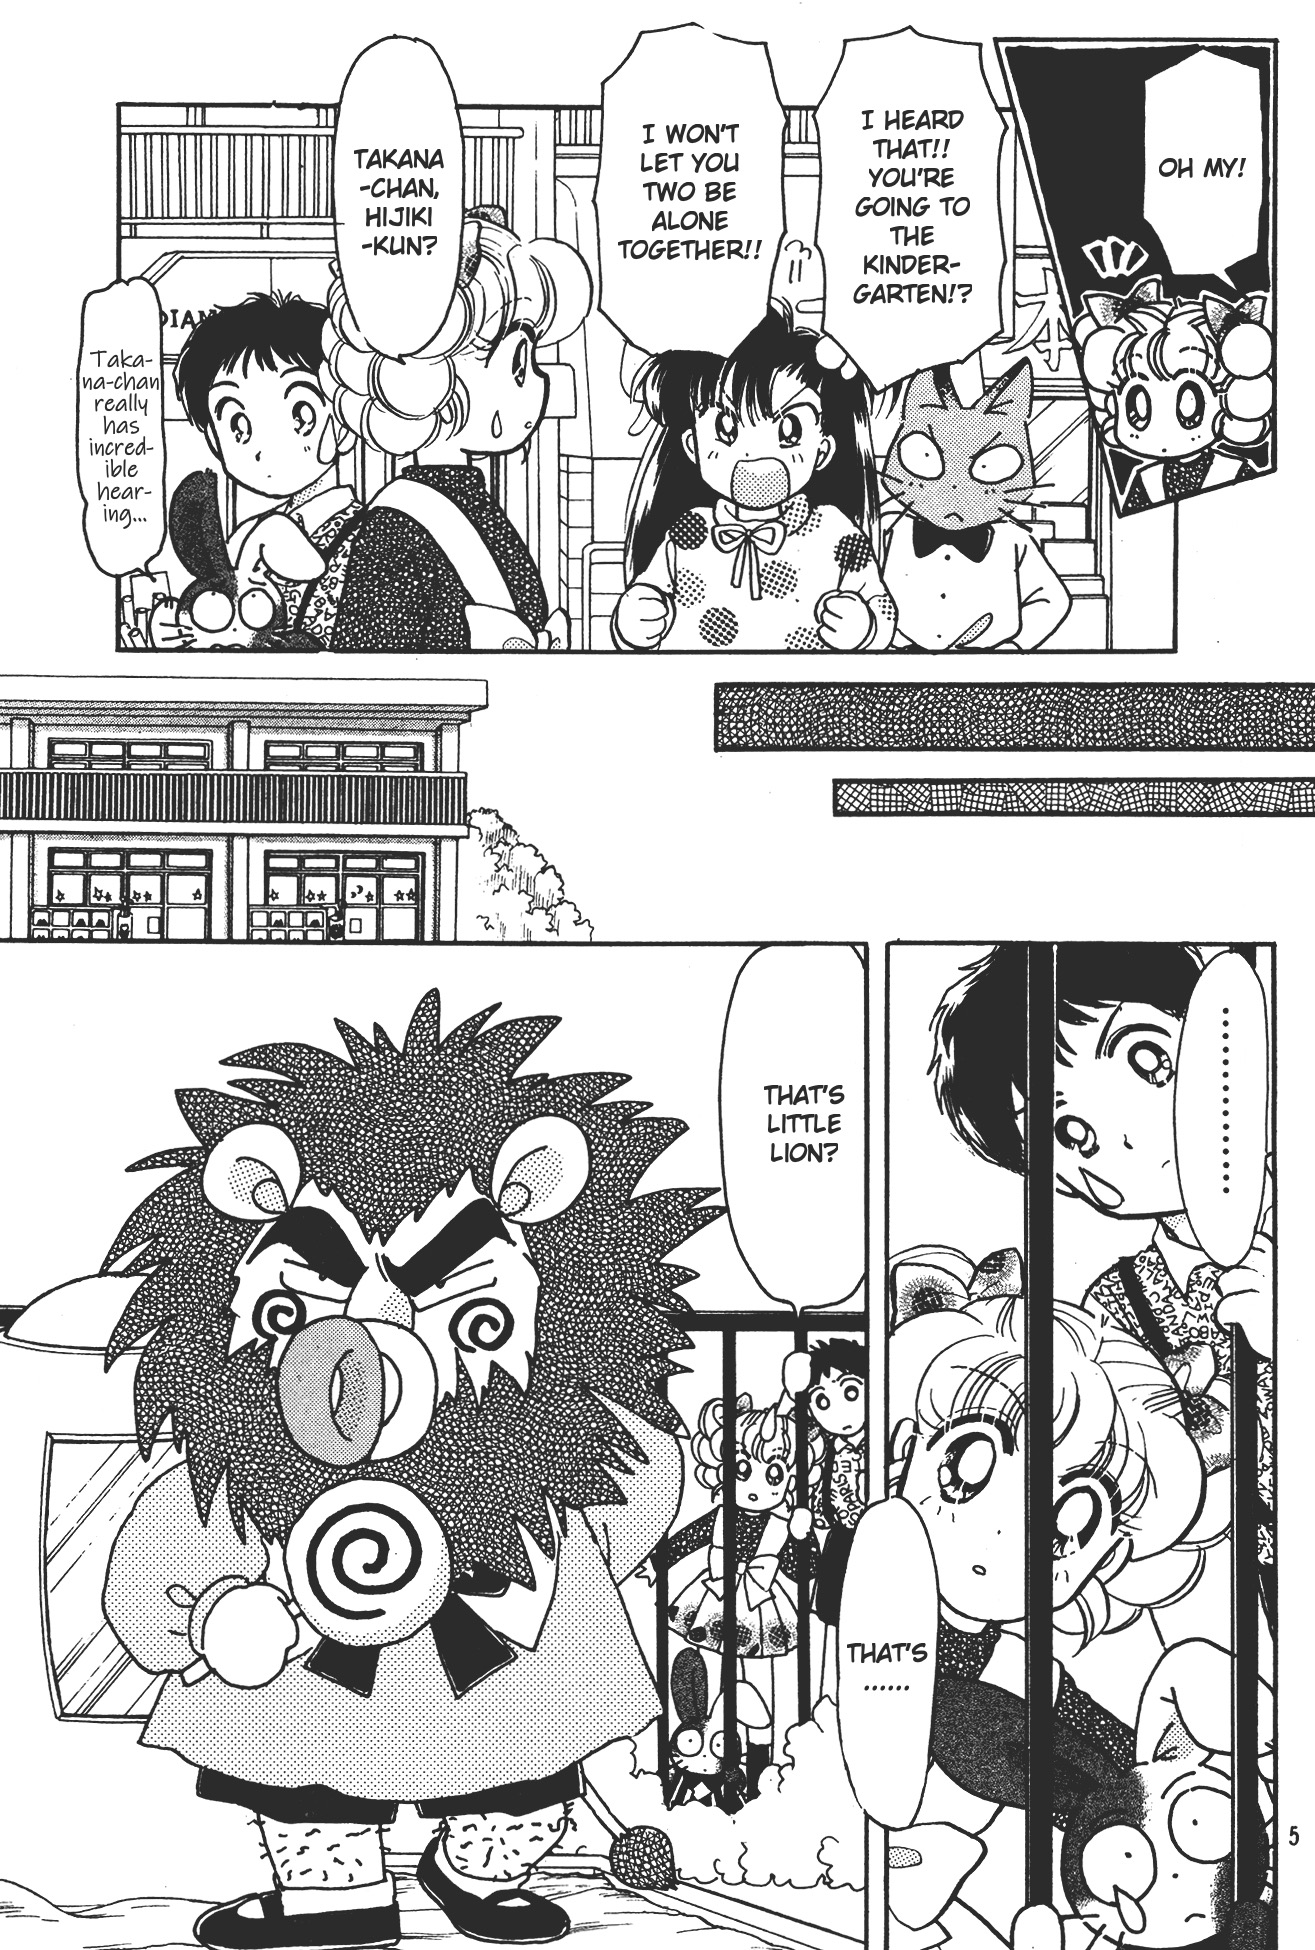 OH MY!
I HEARD
THAT!!
YOU'RE
GOING TO
THE
KINDER-
GARTEN!?
I WON'T
LET YOU
TWO BE
ALONE
TOGETHER!!
TAKANA
-CHAN,
HIJIKI
-KUN?
Taka-
na-chan
really
has
incred-
ible
hear-
ing...
本
............
THAT'S
......
THAT'S
LITTLE
LION?
5